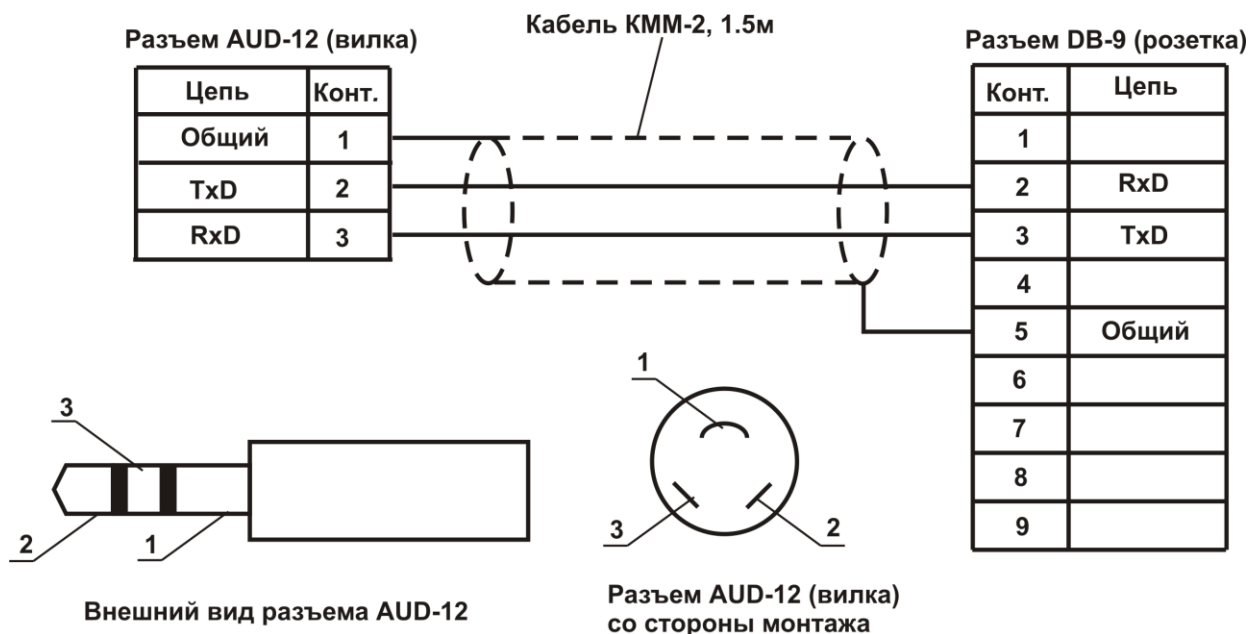 Кабель КММ-2, 1.5м
Разъем AUD-12 (вилка)
Цепь Конт.
Общий 1
TxD 2
RxD 3
Разъем DB-9 (розетка)
Конт. Цепь
1
2 RxD
3 TxD
4
5 Общий
6
7
8
9
3
2
1
Внешний вид разъема AUD-12
1
3
2
Разъем AUD-12 (вилка)
со стороны монтажа